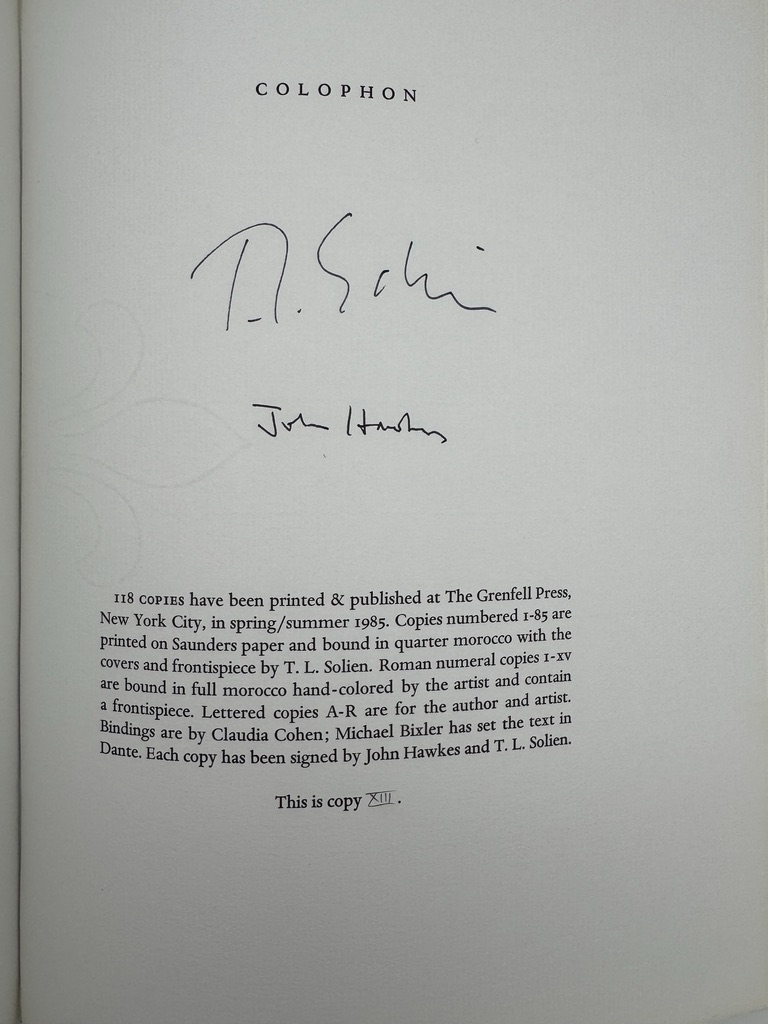 COLOPHON
T.L. Solien
John Hawkes
118 COPIES have been printed & published at The Grenfell Press,
New York City, in spring/summer 1985. Copies numbered 1-85 are
printed on Saunders paper and bound in quarter morocco with the
covers and frontispiece by T. L. Solien. Roman numeral copies I-XV
are bound in full morocco hand-colored by the artist and contain
a frontispiece. Lettered copies A-R are for the author and artist.
Bindings are by Claudia Cohen; Michael Bixler has set the text in
Dante. Each copy has been signed by John Hawkes and T. L. Solien.
This is copy XIII.